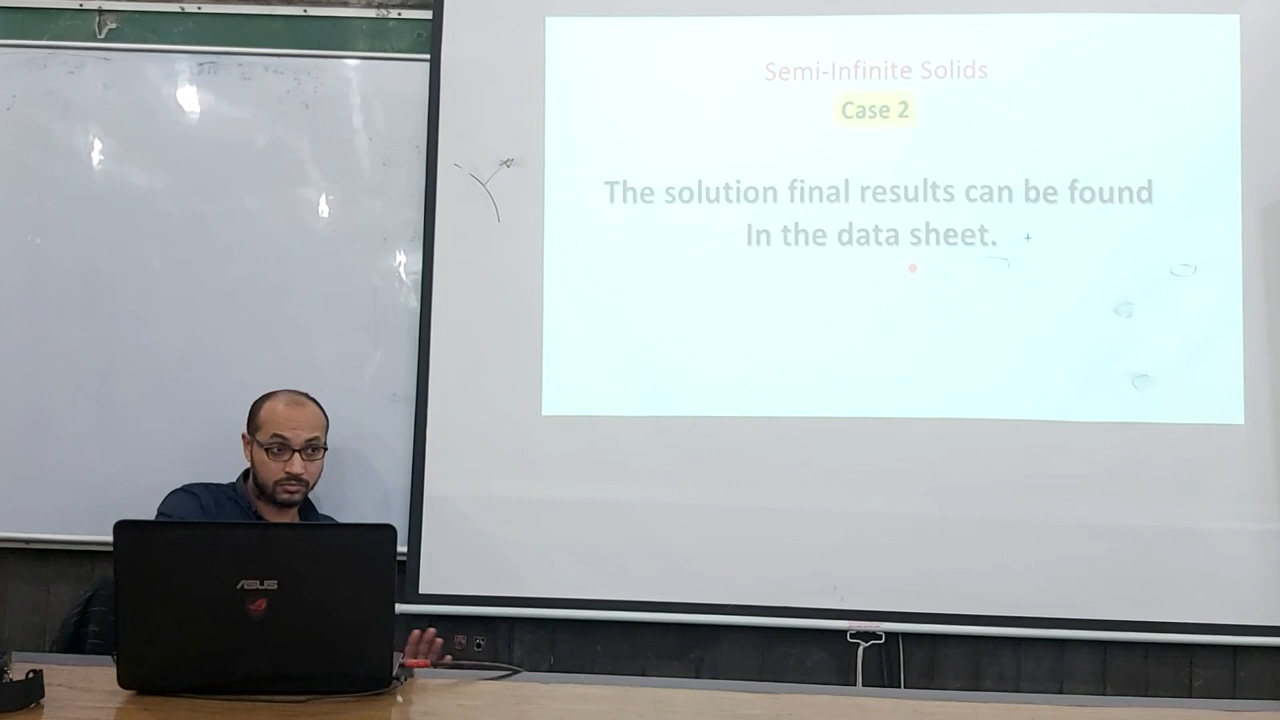 Semi-Infinite Solids
Case 2
The solution final results can be found
In the data sheet.
ASUS